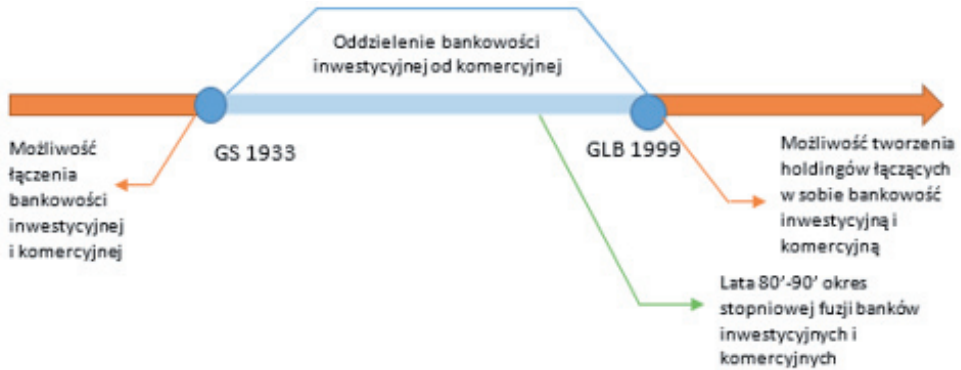 Oddzielenie bankowości
inwestycyjnej od komercyjnej
GS 1933
GLB 1999
Możliwość
łączenia
bankowości
inwestycyjnej
i komercyjnej
Możliwość tworzenia
holdingów łączących
w sobie bankowość
inwestycyjną i
komercyjną
Lata 80’-90’ okres
stopniowej fuzji banków
inwestycyjnych i
komercyjnych